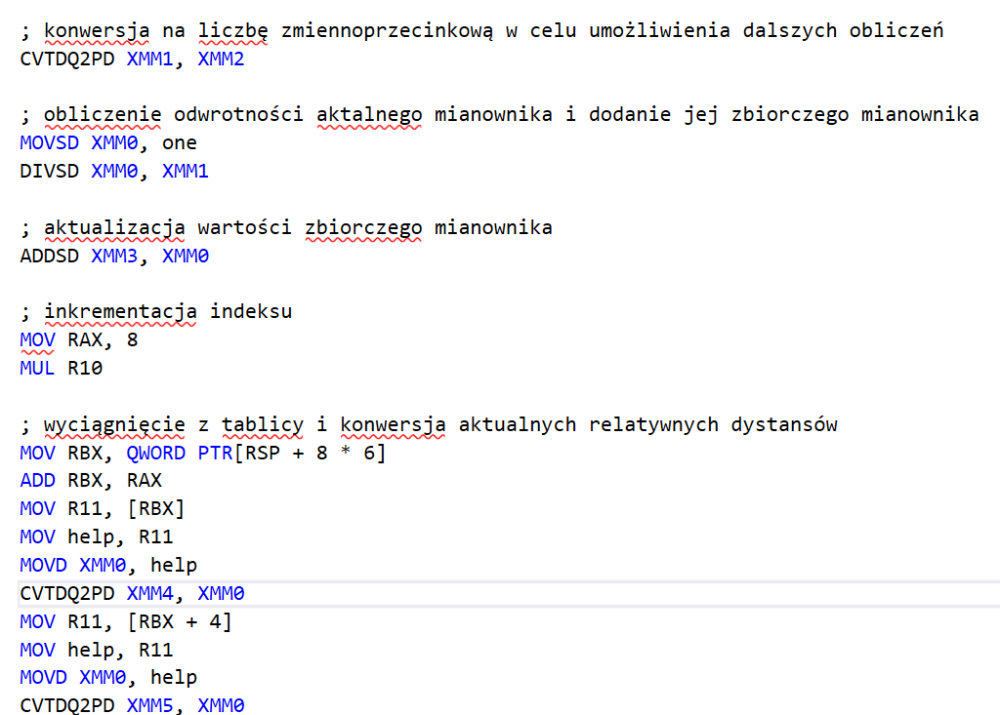 ; konwersja na liczbę zmiennoprzecinkową w celu umożliwienia dalszych obliczeń
CVTDQ2PD XMM1, XMM2
; obliczenie odwrotności aktalnego mianownika i dodanie jej zbiorczego mianownika
MOVSD XMM0, one
DIVSD XMM0, XMM1
; aktualizacja wartości zbiorczego mianownika
ADDSD XMM3, XMM0
; inkrementacja indeksu
MOV RAX, 8
MUL R10
; wyciągnięcie z tablicy i konwersja aktualnych relatywnych dystansów
MOV RBX, QWORD PTR[RSP + 8 * 6]
ADD RBX, RAX
MOV R11, [RBX]
MOV help, R11
MOVD XMM0, help
CVTDQ2PD XMM4, XMM0
MOV R11, [RBX + 4]
MOV help, R11
MOVD XMM0, help
CVTDQ2PD XMM5, XMM0